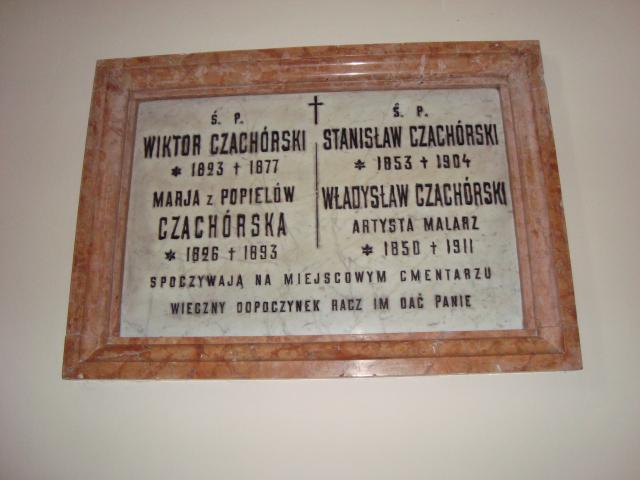 Ś. P.
WIKTOR CZACHÓRSKI
* 1823 † 1877
MARJA z POPIELÓW
CZACHÓRSKA
* 1826 † 1893
Ś. P.
STANISŁAW CZACHÓRSKI
* 1853 † 1904
WŁADYSŁAW CZACHÓRSKI
ARTYSTA MALARZ
* 1850 † 1911
SPOCZYWAJĄ NA MIEJSCOWYM CMENTARZU
WIECZNY ODPOCZYNEK RACZ IM DAĆ PANIE